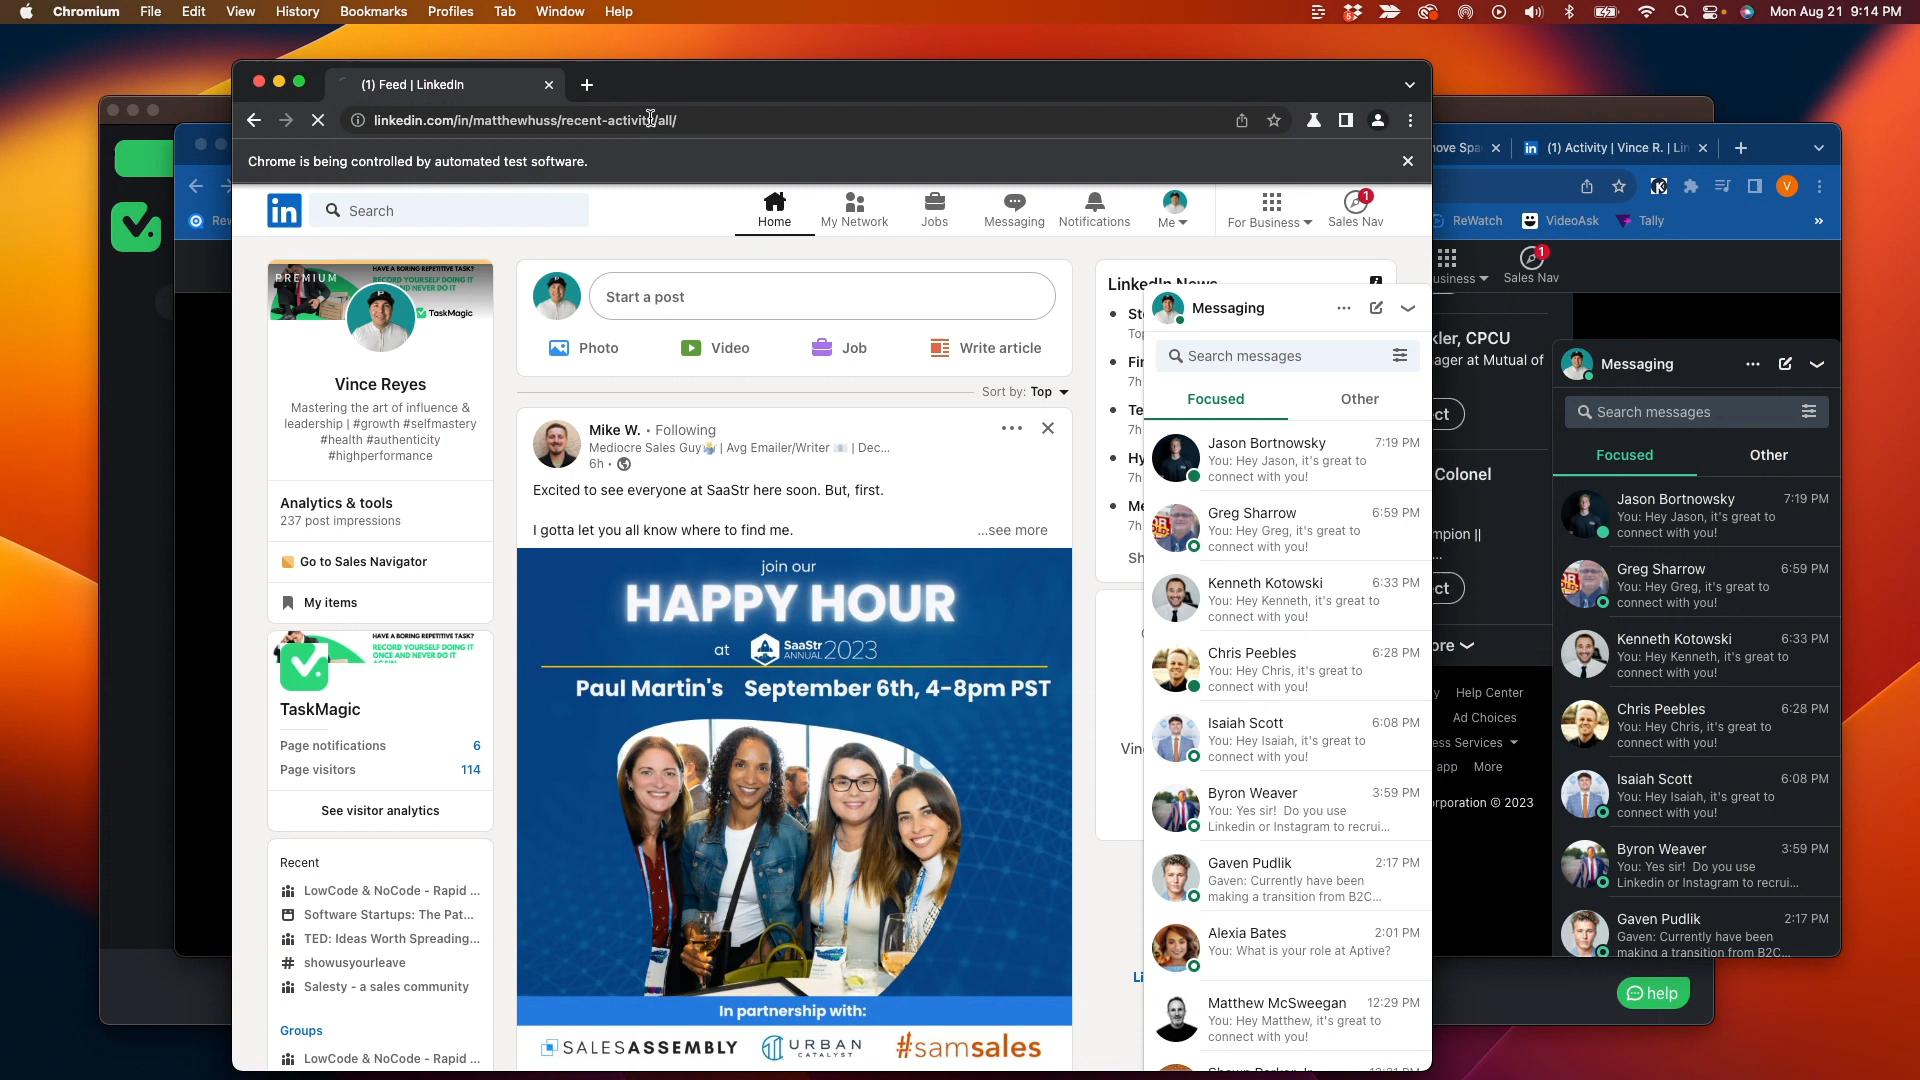 Chromium File Edit View History Bookmarks Profiles Tab Window Help
Mon Aug 21 9:14 PM
(1) Feed | LinkedIn
linkedin.com/in/matthewhuss/recent-activity/all/
Chrome is being controlled by automated test software.
Search
Home
My Network
Jobs
Messaging
Notifications
Me
For Business
1
Sales Nav
PREMIUM
HAVE A BORING REPETITIVE TASK?
RECORD YOURSELF DOING IT
ONCE AND NEVER DO IT
TaskMagic
Vince Reyes
Mastering the art of influence &
leadership | #growth #selfmastery
#health #authenticity
#highperformance
Analytics & tools
237 post impressions
Go to Sales Navigator
My items
HAVE A BORING REPETITIVE TASK?
RECORD YOURSELF DOING IT
ONCE AND NEVER DO IT
TaskMagic
Page notifications 6
Page visitors 114
See visitor analytics
Recent
LowCode & NoCode - Rapid ...
Software Startups: The Pat...
TED: Ideas Worth Spreading...
showusyourleave
Salesty - a sales community
Groups
LowCode & NoCode - Rapid ...
Start a post
Photo
Video
Job
Write article
Sort by: Top
Mike W. • Following
Mediocre Sales Guy | Avg Emailer/Writer | Dec...
6h •
Excited to see everyone at SaaStr here soon. But, first.
I gotta let you all know where to find me.
...see more
join our
HAPPY HOUR
at SaaStr ANNUAL 2023
Paul Martin's September 6th, 4-8pm PST
In partnership with:
SALESASSEMBLY
URBAN CATALYST
#samsales
LinkedIn News
Messaging
Search messages
Focused
Other
Jason Bortnowsky 7:19 PM
You: Hey Jason, it's great to
connect with you!
Greg Sharrow 6:59 PM
You: Hey Greg, it's great to
connect with you!
Kenneth Kotowski 6:33 PM
You: Hey Kenneth, it's great to
connect with you!
Chris Peebles 6:28 PM
You: Hey Chris, it's great to
connect with you!
Isaiah Scott 6:08 PM
You: Hey Isaiah, it's great to
connect with you!
Byron Weaver 3:59 PM
You: Yes sir! Do you use
Linkedin or Instagram to recrui...
Gaven Pudlik 2:17 PM
Gaven: Currently have been
making a transition from B2C...
Alexia Bates 2:01 PM
You: What is your role at Aptive?
Matthew McSweegan 12:29 PM
You: Hey Matthew, it's great to
connect with you!
(1) Activity | Vince R. | Lin
V
ReWatch
VideoAsk
Tally
»
usiness
1
Sales Nav
kler, CPCU
ager at Mutual of
ct
Colonel
mpion ||
...
ct
ore
Help Center
Ad Choices
ess Services
app More
orporation © 2023
Messaging
Search messages
Focused
Other
Jason Bortnowsky 7:19 PM
You: Hey Jason, it's great to
connect with you!
Greg Sharrow 6:59 PM
You: Hey Greg, it's great to
connect with you!
Kenneth Kotowski 6:33 PM
You: Hey Kenneth, it's great to
connect with you!
Chris Peebles 6:28 PM
You: Hey Chris, it's great to
connect with you!
Isaiah Scott 6:08 PM
You: Hey Isaiah, it's great to
connect with you!
Byron Weaver 3:59 PM
You: Yes sir! Do you use
Linkedin or Instagram to recrui...
Gaven Pudlik 2:17 PM
Gaven: Currently have been
making a transition from B2C...
help